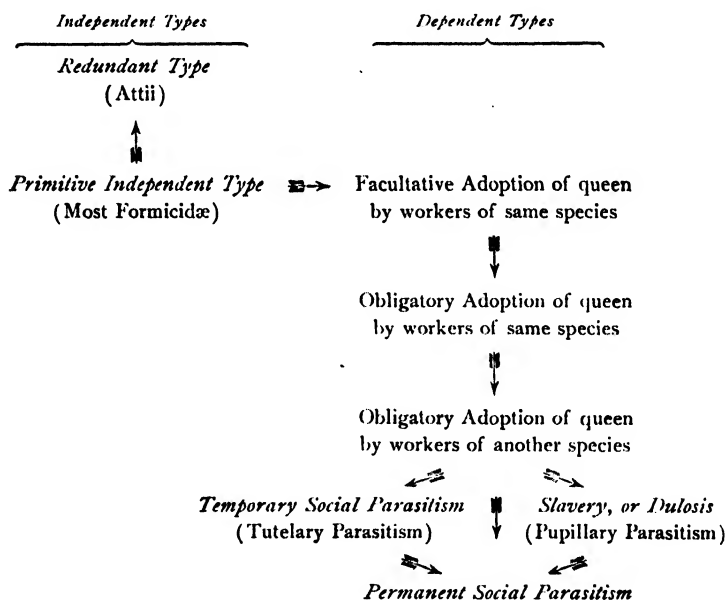 Independent Types Dependent Types
Redundant Type
(Attii)
Primitive Independent Type Facultative Adoption of queen
(Most Formicidæ) by workers of same species
Obligatory Adoption of queen
by workers of same species
Obligatory Adoption of queen
by workers of another species
Temporary Social Parasitism Slavery, or Dulosis
(Tutelary Parasitism) (Pupillary Parasitism)
Permanent Social Parasitism